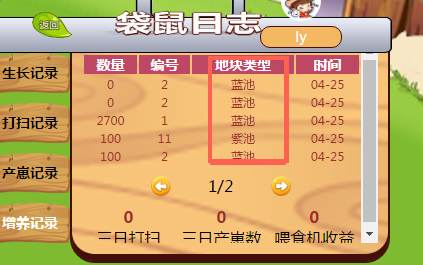 返回
袋鼠日志
ly
生长记录
打扫记录
产崽记录
增养记录
数量 编号 地块类型 时间
0 2 蓝池 04-25
0 2 蓝池 04-25
2700 1 蓝池 04-25
100 11 紫池 04-25
100 2 蓝池 04-25
1/2
0 0 0
三日打扫 三日产崽数 喂食机收益